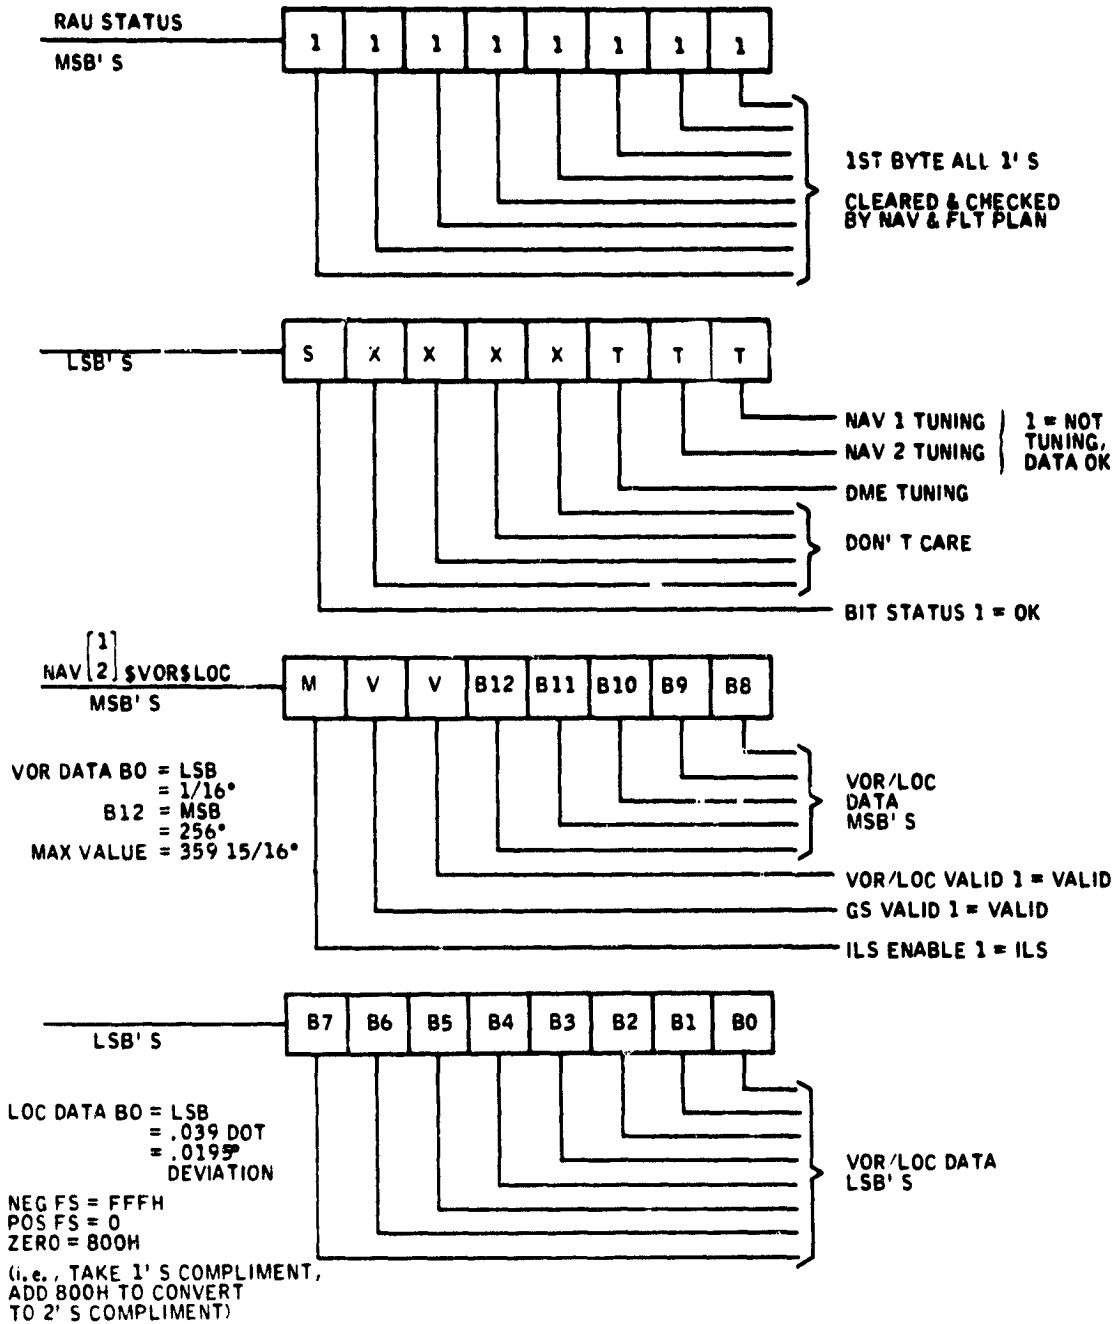 RAU STATUS
MSB' S
1 1 1 1 1 1 1 1
1ST BYTE ALL 1' S
CLEARED & CHECKED
BY NAV & FLT PLAN
LSB' S
S X X X X T T T
NAV 1 TUNING
NAV 2 TUNING
1 = NOT
TUNING,
DATA OK
DME TUNING
DON' T CARE
BIT STATUS 1 = OK
NAV [1 2] $VOR$LOC
MSB' S
M V V B12 B11 B10 B9 B8
VOR DATA B0 = LSB
= 1/16°
B12 = MSB
= 256°
MAX VALUE = 359 15/16°
VOR/LOC
DATA
MSB' S
VOR/LOC VALID 1 = VALID
GS VALID 1 = VALID
ILS ENABLE 1 = ILS
LSB' S
B7 B6 B5 B4 B3 B2 B1 B0
LOC DATA B0 = LSB
= .039 DOT
= .0195°
DEVIATION
VOR/LOC DATA
LSB' S
NEG FS = FFFH
POS FS = 0
ZERO = 800H
(i.e., TAKE 1' S COMPLIMENT,
ADD 800H TO CONVERT
TO 2' S COMPLIMENT)